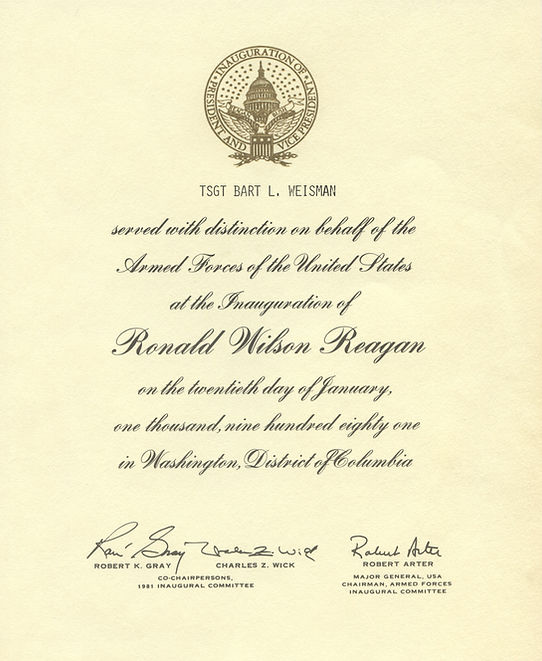 INAUGURATION OF
PRESIDENT AND VICE PRESIDENT
TSGT BART L. WEISMAN
served with distinction on behalf of the
Armed Forces of the United States
at the Inauguration of
Ronald Wilson Reagan
on the twentieth day of January,
one thousand, nine hundred eighty one
in Washington, District of Columbia
ROBERT K. GRAY CHARLES Z. WICK
CO-CHAIRPERSONS,
1981 INAUGURAL COMMITTEE
Robert Arter
ROBERT ARTER
MAJOR GENERAL, USA
CHAIRMAN, ARMED FORCES
INAUGURAL COMMITTEE